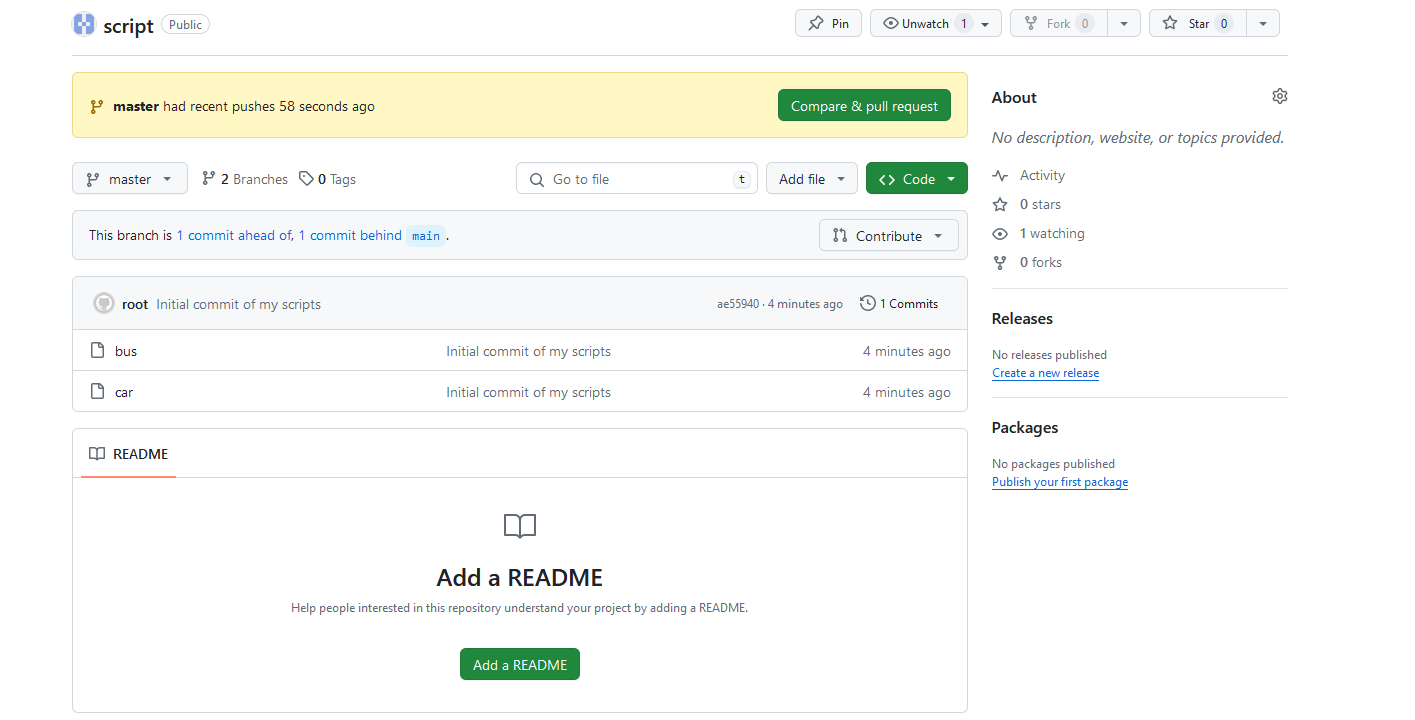 script Public Pin Unwatch 1 Fork 0 Star 0
master had recent pushes 58 seconds ago Compare & pull request
master 2 Branches 0 Tags Go to file t Add file Code
This branch is 1 commit ahead of, 1 commit behind main .
Contribute
root Initial commit of my scripts ae55940 · 4 minutes ago 1 Commits
bus Initial commit of my scripts 4 minutes ago
car Initial commit of my scripts 4 minutes ago
README
Add a README
Help people interested in this repository understand your project by adding a README.
Add a README
About
No description, website, or topics provided.
Activity
0 stars
1 watching
0 forks
Releases
No releases published
Create a new release
Packages
No packages published
Publish your first package